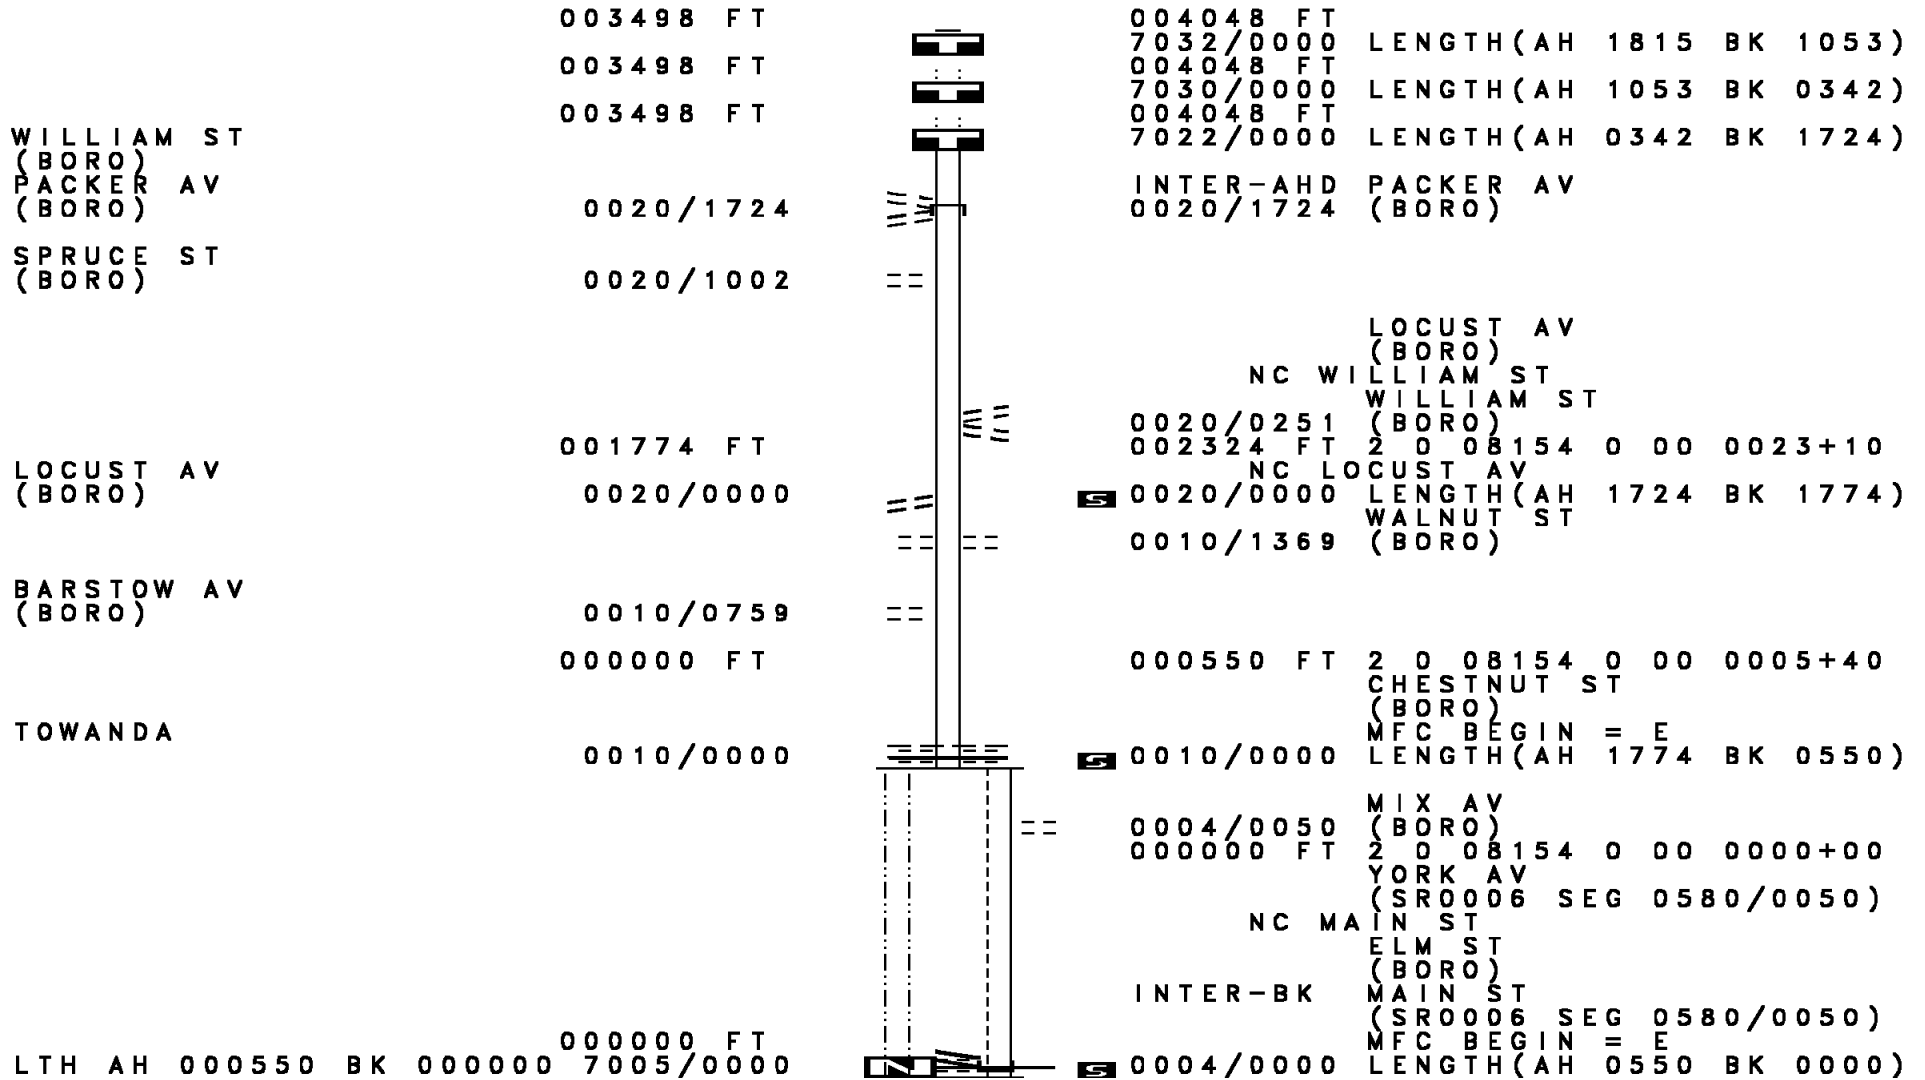 003498 FT 004048 FT
7032/0000 LENGTH(AH 1815 BK 1053)
003498 FT 004048 FT
7030/0000 LENGTH(AH 1053 BK 0342)
003498 FT 004048 FT
WILLIAM ST 7022/0000 LENGTH(AH 0342 BK 1724)
(BORO)
PACKER AV INTER-AHD PACKER AV
(BORO) 0020/1724 0020/1724 (BORO)
SPRUCE ST
(BORO) 0020/1002
LOCUST AV
(BORO)
NC WILLIAM ST
WILLIAM ST
0020/0251 (BORO)
001774 FT 002324 FT 2 0 08154 0 00 0023+10
LOCUST AV NC LOCUST AV
(BORO) 0020/0000 S 0020/0000 LENGTH(AH 1724 BK 1774)
WALNUT ST
0010/1369 (BORO)
BARSTOW AV
(BORO) 0010/0759
000000 FT 000550 FT 2 0 08154 0 00 0005+40
CHESTNUT ST
(BORO)
TOWANDA MFC BEGIN = E
0010/0000 S 0010/0000 LENGTH(AH 1774 BK 0550)
MIX AV
0004/0050 (BORO)
000000 FT 2 0 08154 0 00 0000+00
YORK AV
(SR0006 SEG 0580/0050)
NC MAIN ST
ELM ST
(BORO)
INTER-BK MAIN ST
(SR0006 SEG 0580/0050)
000000 FT MFC BEGIN = E
LTH AH 000550 BK 000000 7005/0000 N S 0004/0000 LENGTH(AH 0550 BK 0000)